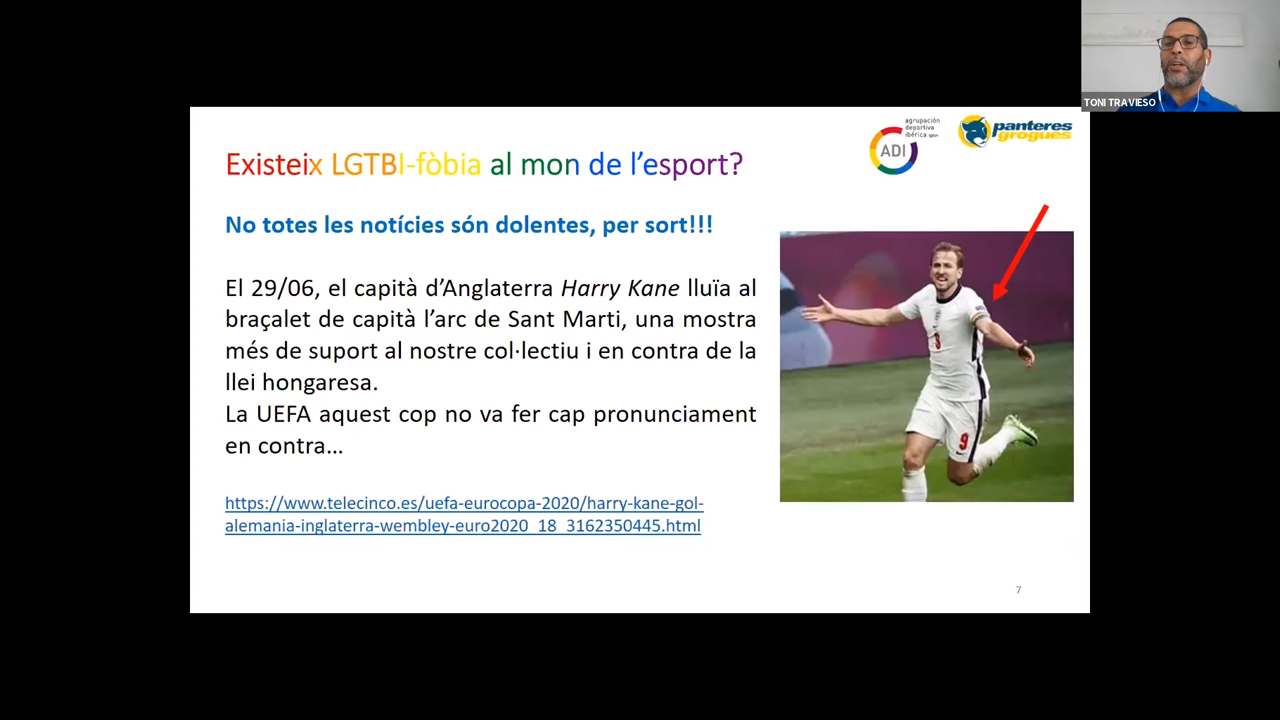 TONI TRAVIESO
agrupación
deportiva
ibérica lgtbi+
ADI
panteres
grogues
Existeix LGTBI-fòbia al mon de l’esport?
No totes les notícies són dolentes, per sort!!!
El 29/06, el capità d’Anglaterra Harry Kane lluïa al
braçalet de capità l’arc de Sant Marti, una mostra
més de suport al nostre col·lectiu i en contra de la
llei hongaresa.
La UEFA aquest cop no va fer cap pronunciament
en contra…
https://www.telecinco.es/uefa-eurocopa-2020/harry-kane-gol-
alemania-inglaterra-wembley-euro2020_18_3162350445.html
9
7